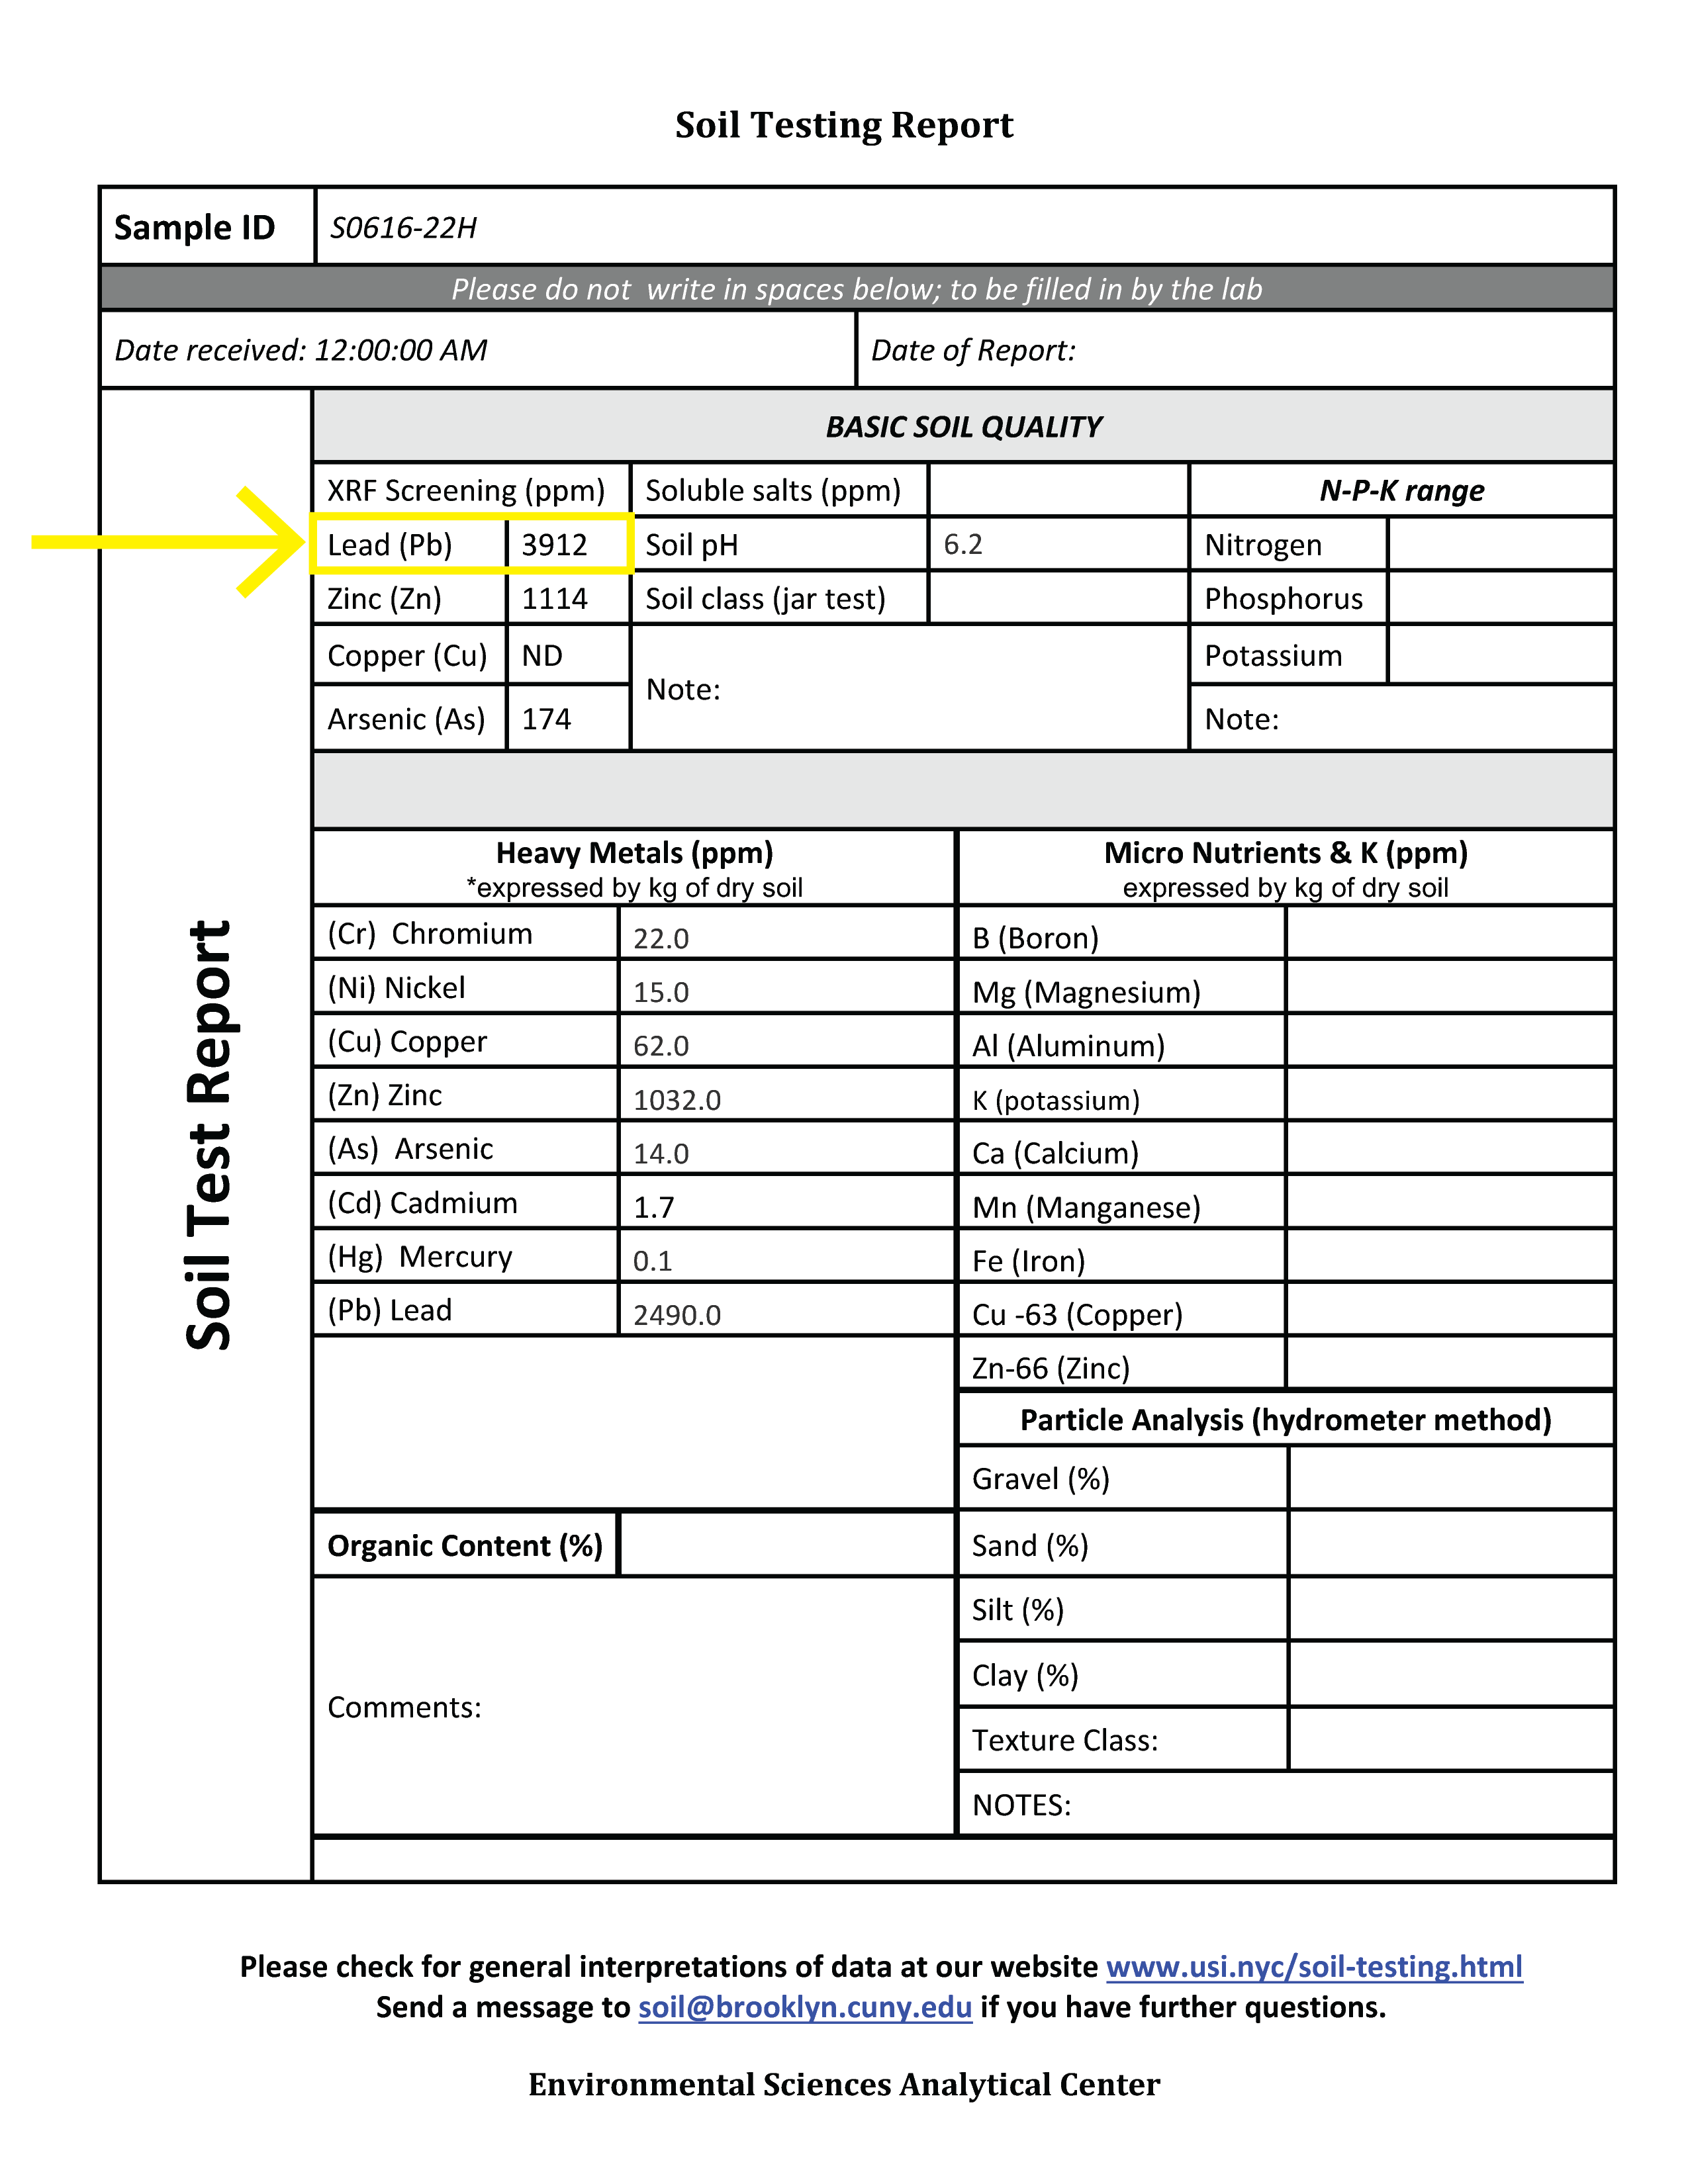 Soil Testing Report
Sample ID S0616-22H
Please do not  write in spaces below; to be filled in by the lab
Date received: 12:00:00 AM Date of Report:
Soil Test Report
BASIC SOIL QUALITY
XRF Screening (ppm) Soluble salts (ppm) N-P-K range
Lead (Pb) 3912 Soil pH 6.2 Nitrogen
Zinc (Zn) 1114 Soil class (jar test) Phosphorus
Copper (Cu) ND Note: Potassium
Arsenic (As) 174 Note:
Heavy Metals (ppm) Micro Nutrients & K (ppm)
*expressed by kg of dry soil expressed by kg of dry soil
(Cr)  Chromium 22.0 B (Boron)
(Ni) Nickel 15.0 Mg (Magnesium)
(Cu) Copper 62.0 Al (Aluminum)
(Zn) Zinc 1032.0 K (potassium)
(As)  Arsenic 14.0 Ca (Calcium)
(Cd) Cadmium 1.7 Mn (Manganese)
(Hg)  Mercury 0.1 Fe (Iron)
(Pb) Lead 2490.0 Cu -63 (Copper)
Zn-66 (Zinc)
Particle Analysis (hydrometer method)
Gravel (%)
Organic Content (%) Sand (%)
Silt (%)
Clay (%)
Comments:
Texture Class:
NOTES:
Please check for general interpretations of data at our website www.usi.nyc/soil-testing.html
Send a message to soil@brooklyn.cuny.edu if you have further questions.
Environmental Sciences Analytical Center